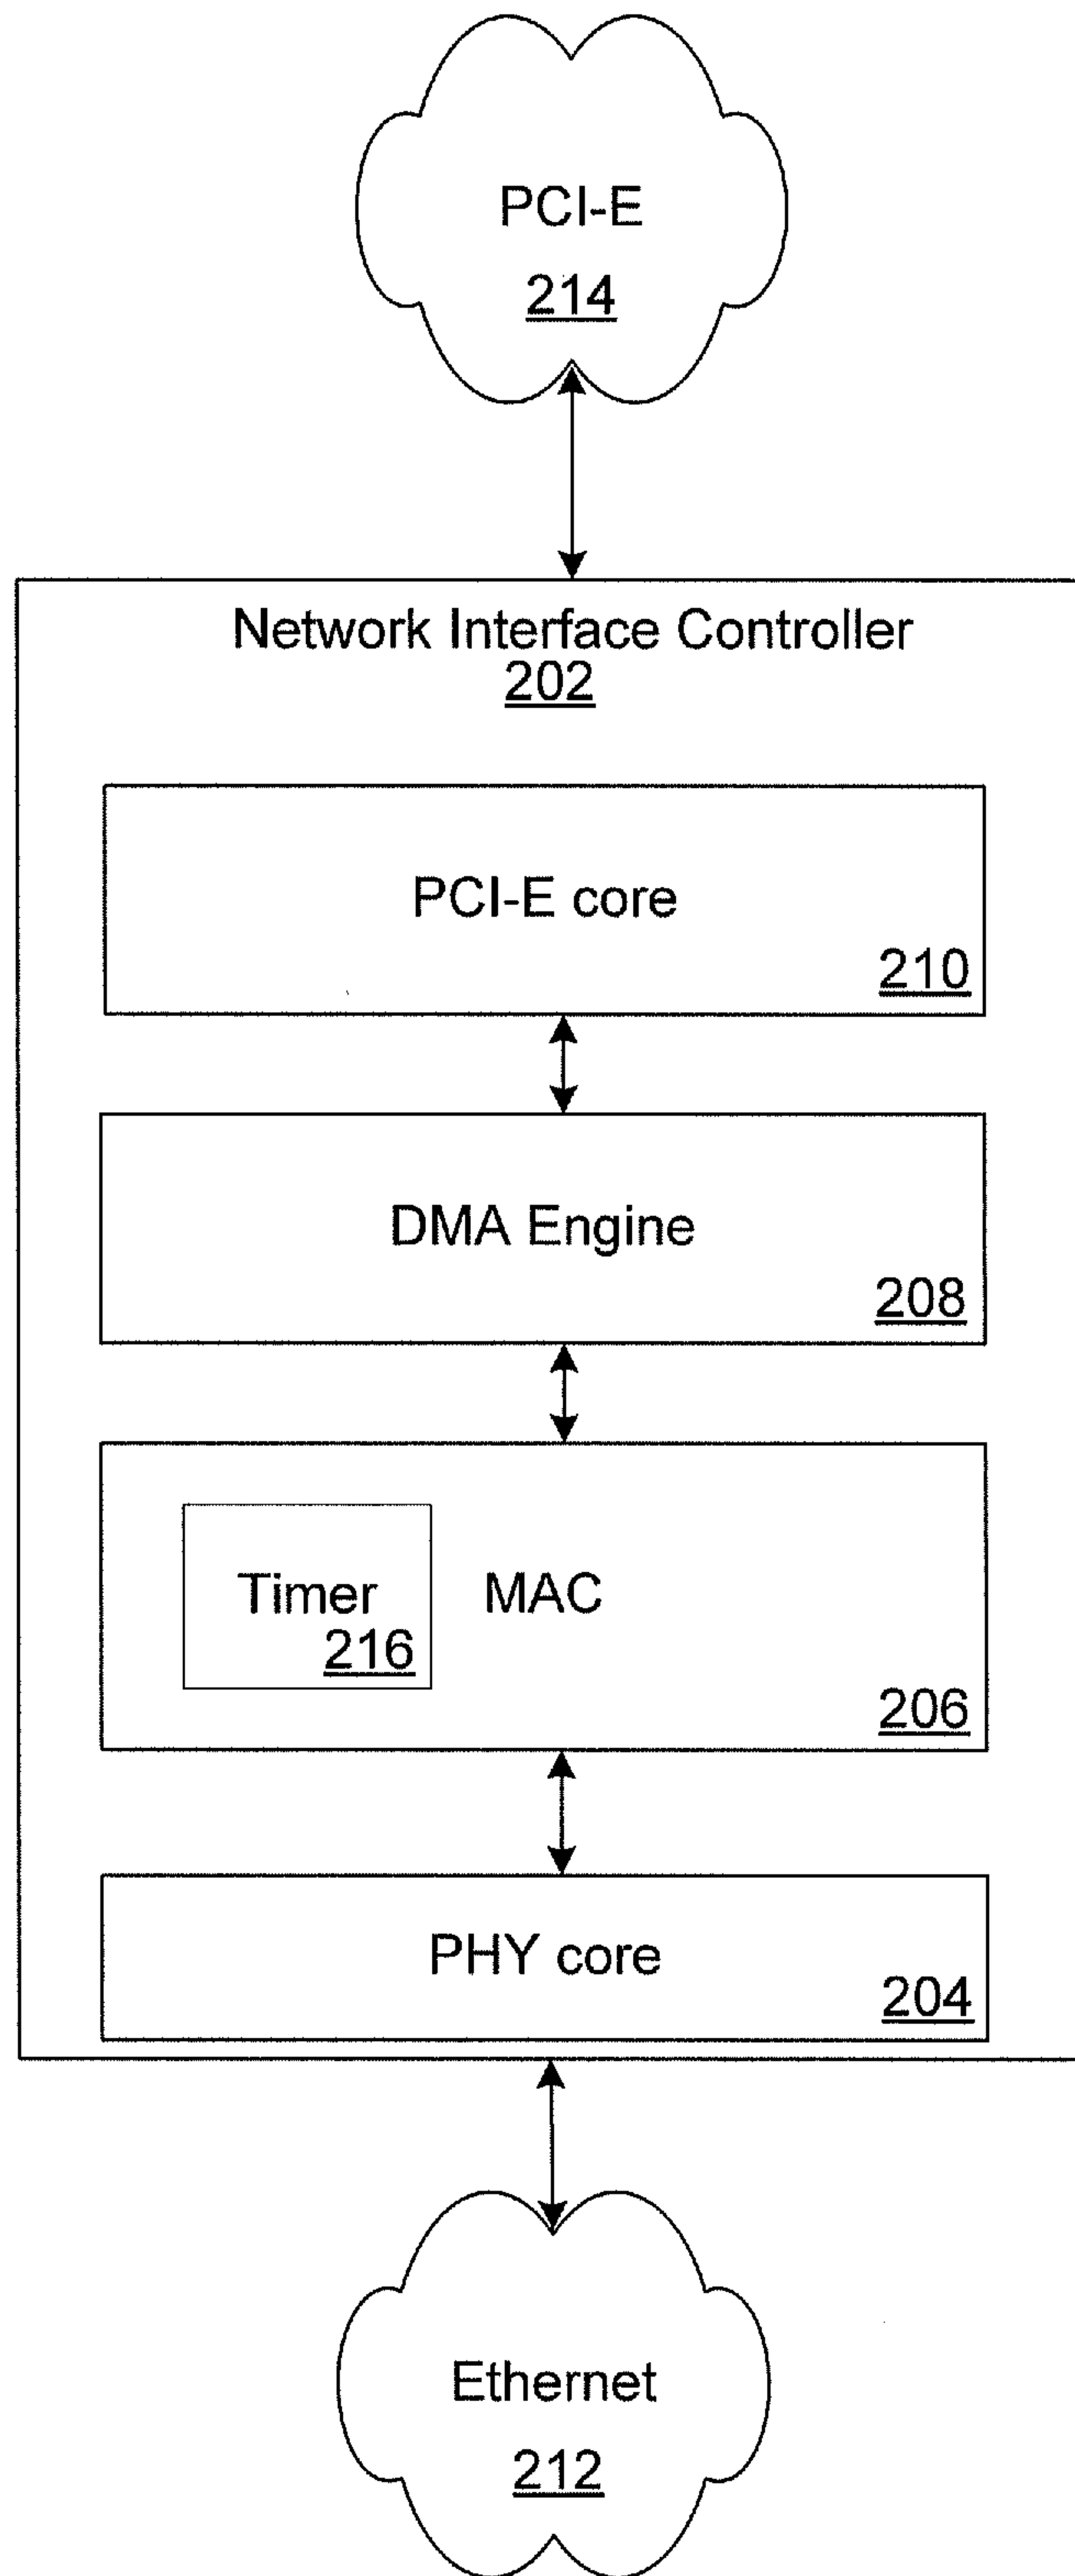 PCI-E
214
Network Interface Controller
202
PCI-E core
210
DMA Engine
208
Timer MAC
216
206
PHY core
204
Ethernet
212